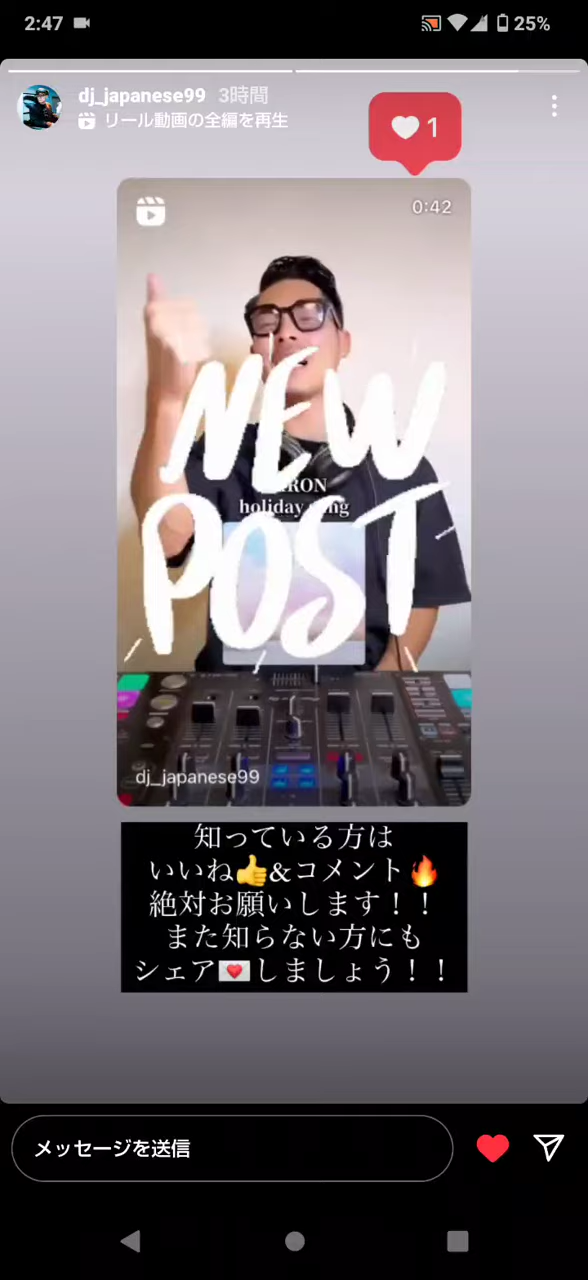 2:47
25%
dj_japanese99 3時間
リール動画の全編を再生
1
0:42
NEW
RON
holiday
POST
dj_japanese99
知っている方は
いいね👍&コメント🔥
絶対お願いします!!
また知らない方にも
シェア💌しましょう!!
メッセージを送信